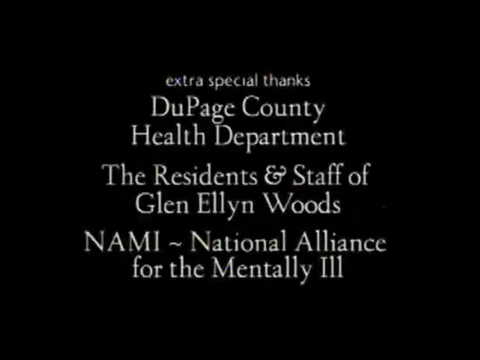 extra special thanks
DuPage County
Health Department
The Residents & Staff of
Glen Ellyn Woods
NAMI ~ National Alliance
for the Mentally Ill